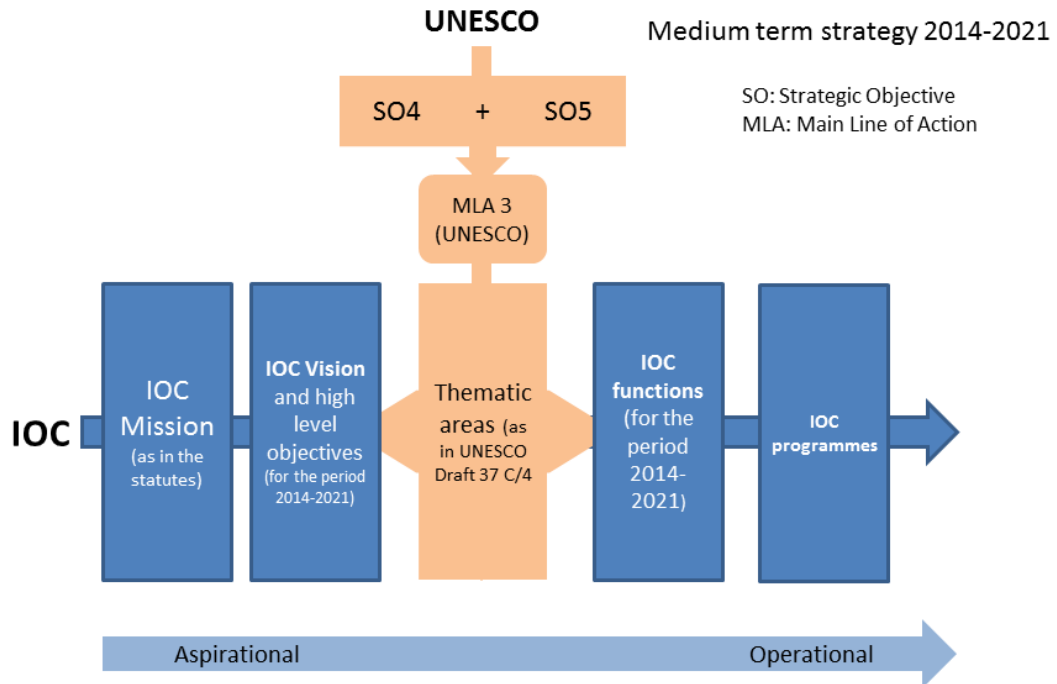 UNESCO
Medium term strategy 2014-2021
SO4 + SO5
SO: Strategic Objective
MLA: Main Line of Action
MLA 3
(UNESCO)
IOC
IOC
Mission
(as in the
statutes)
IOC Vision
and high
level
objectives
(for the period
2014-2021)
Thematic
areas (as
in UNESCO
Draft 37 C/4
IOC
functions
(for the
period
2014-
2021)
IOC
programmes
Aspirational
Operational